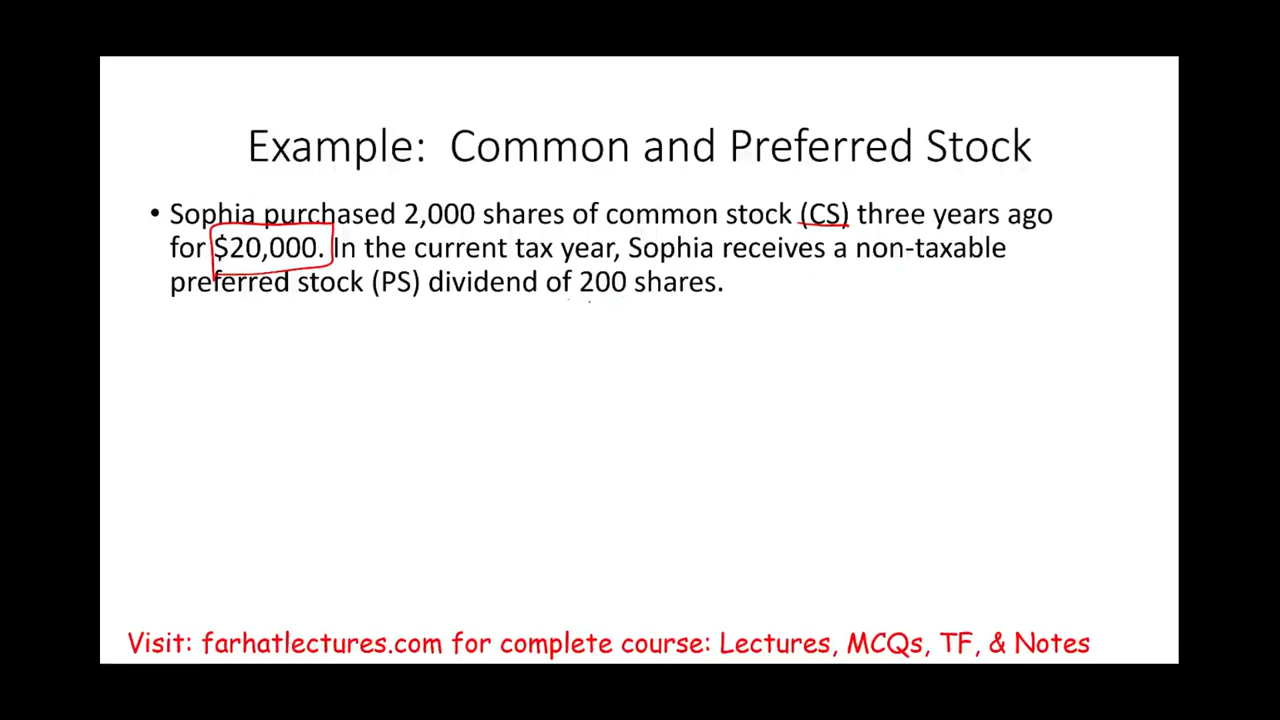 Example: Common and Preferred Stock
• Sophia purchased 2,000 shares of common stock (CS) three years ago
for $20,000. In the current tax year, Sophia receives a non-taxable
preferred stock (PS) dividend of 200 shares.
Visit: farhatlectures.com for complete course: Lectures, MCQs, TF, & Notes